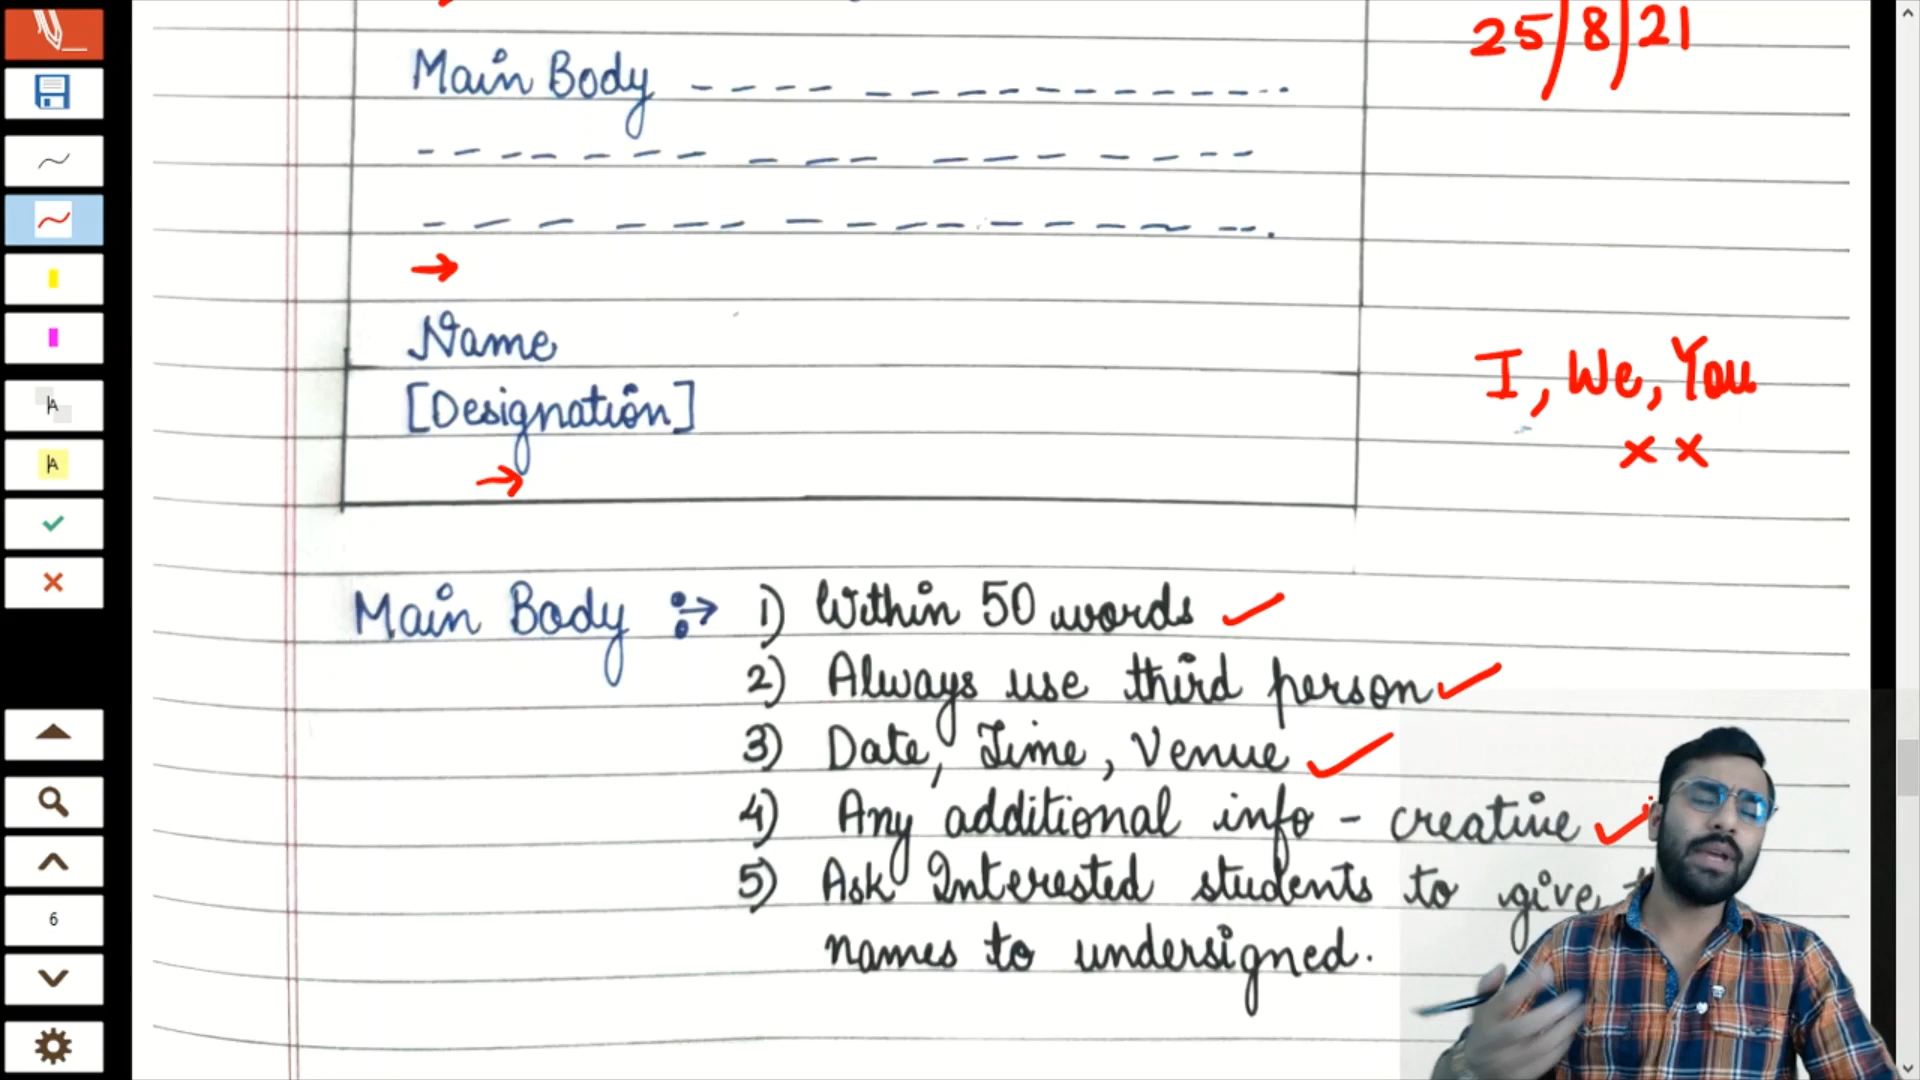 25/8/21
Main Body
Name
[Designation]
I, We, You
x x
Main Body :→ 1) Within 50 words ✓
2) Always use third person ✓
3) Date, Time, Venue ✓
4) Any additional info - creative ✓
5) Ask Interested students to give
names to undersigned.
A
A
6